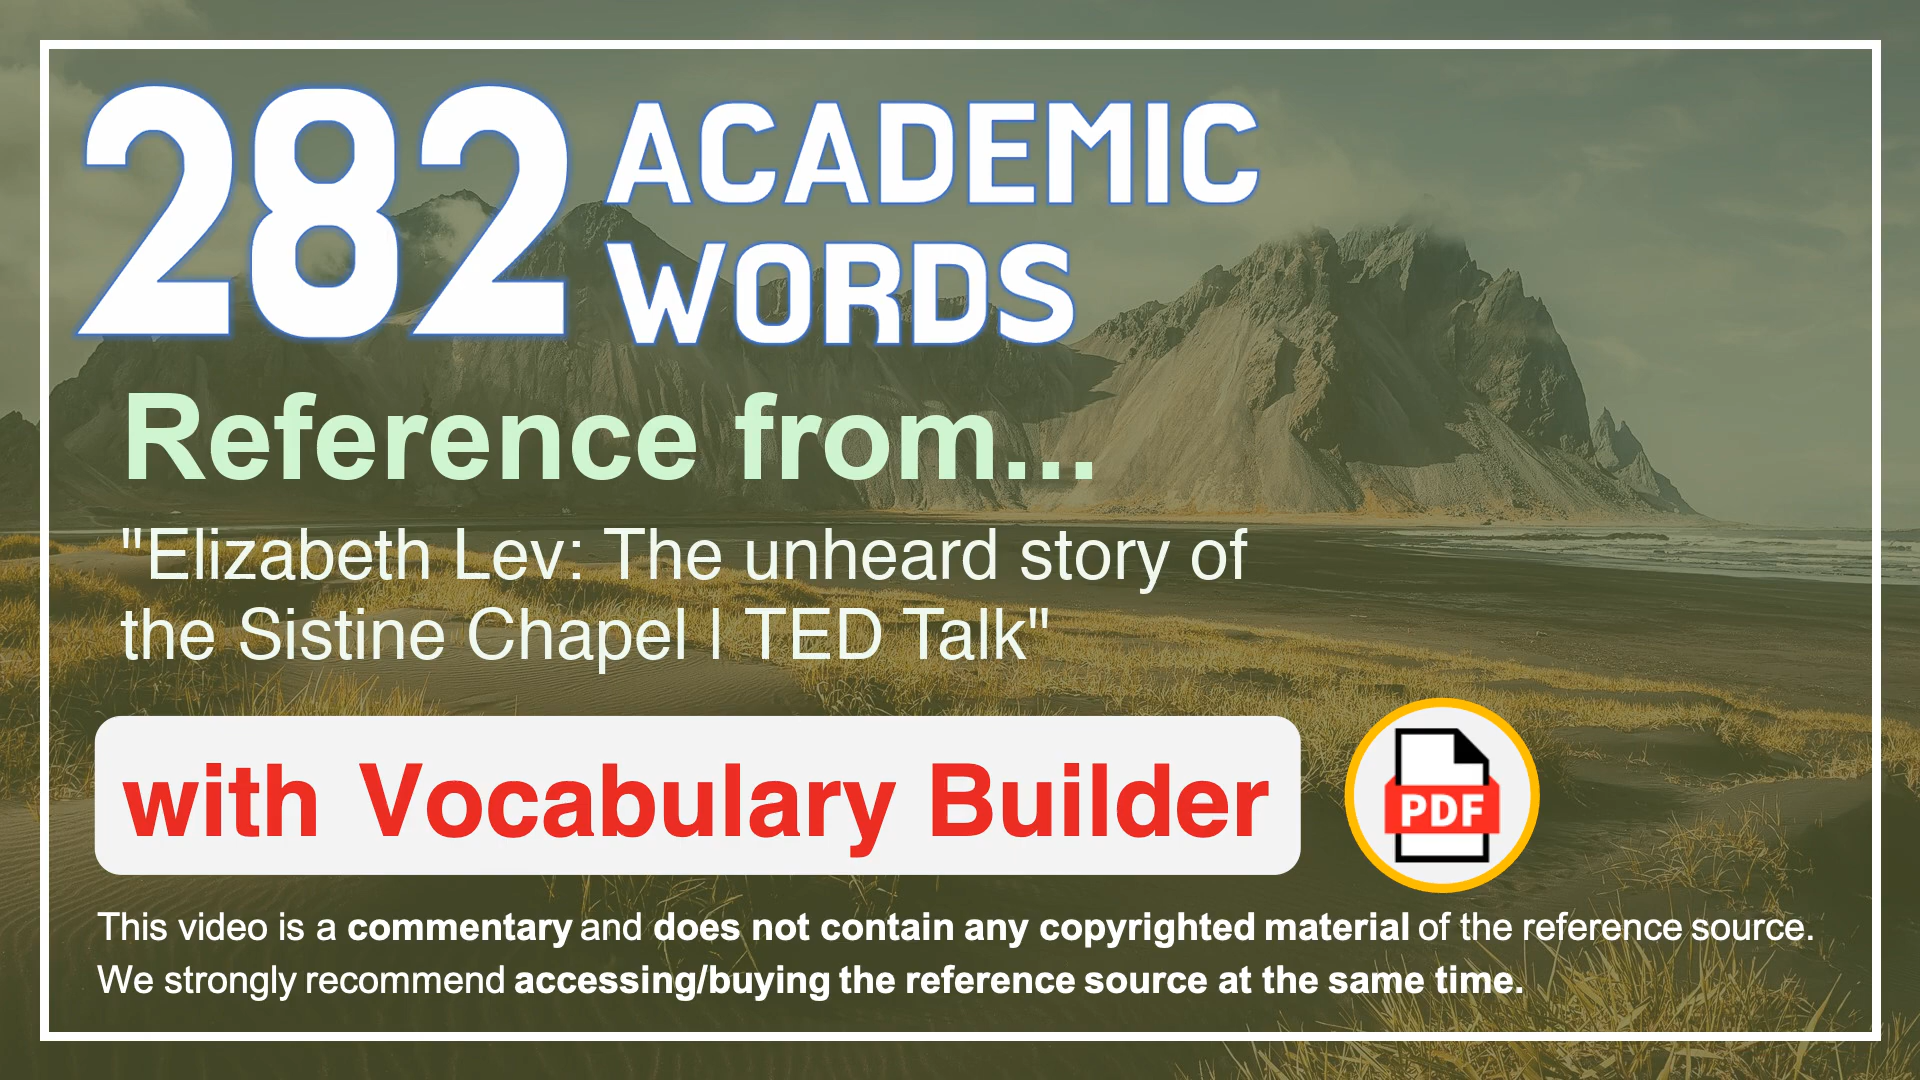 282 ACADEMIC
WORDS
Reference from...
"Elizabeth Lev: The unheard story of
the Sistine Chapel | TED Talk"
with Vocabulary Builder
PDF
This video is a commentary and does not contain any copyrighted material of the reference source.
We strongly recommend accessing/buying the reference source at the same time.